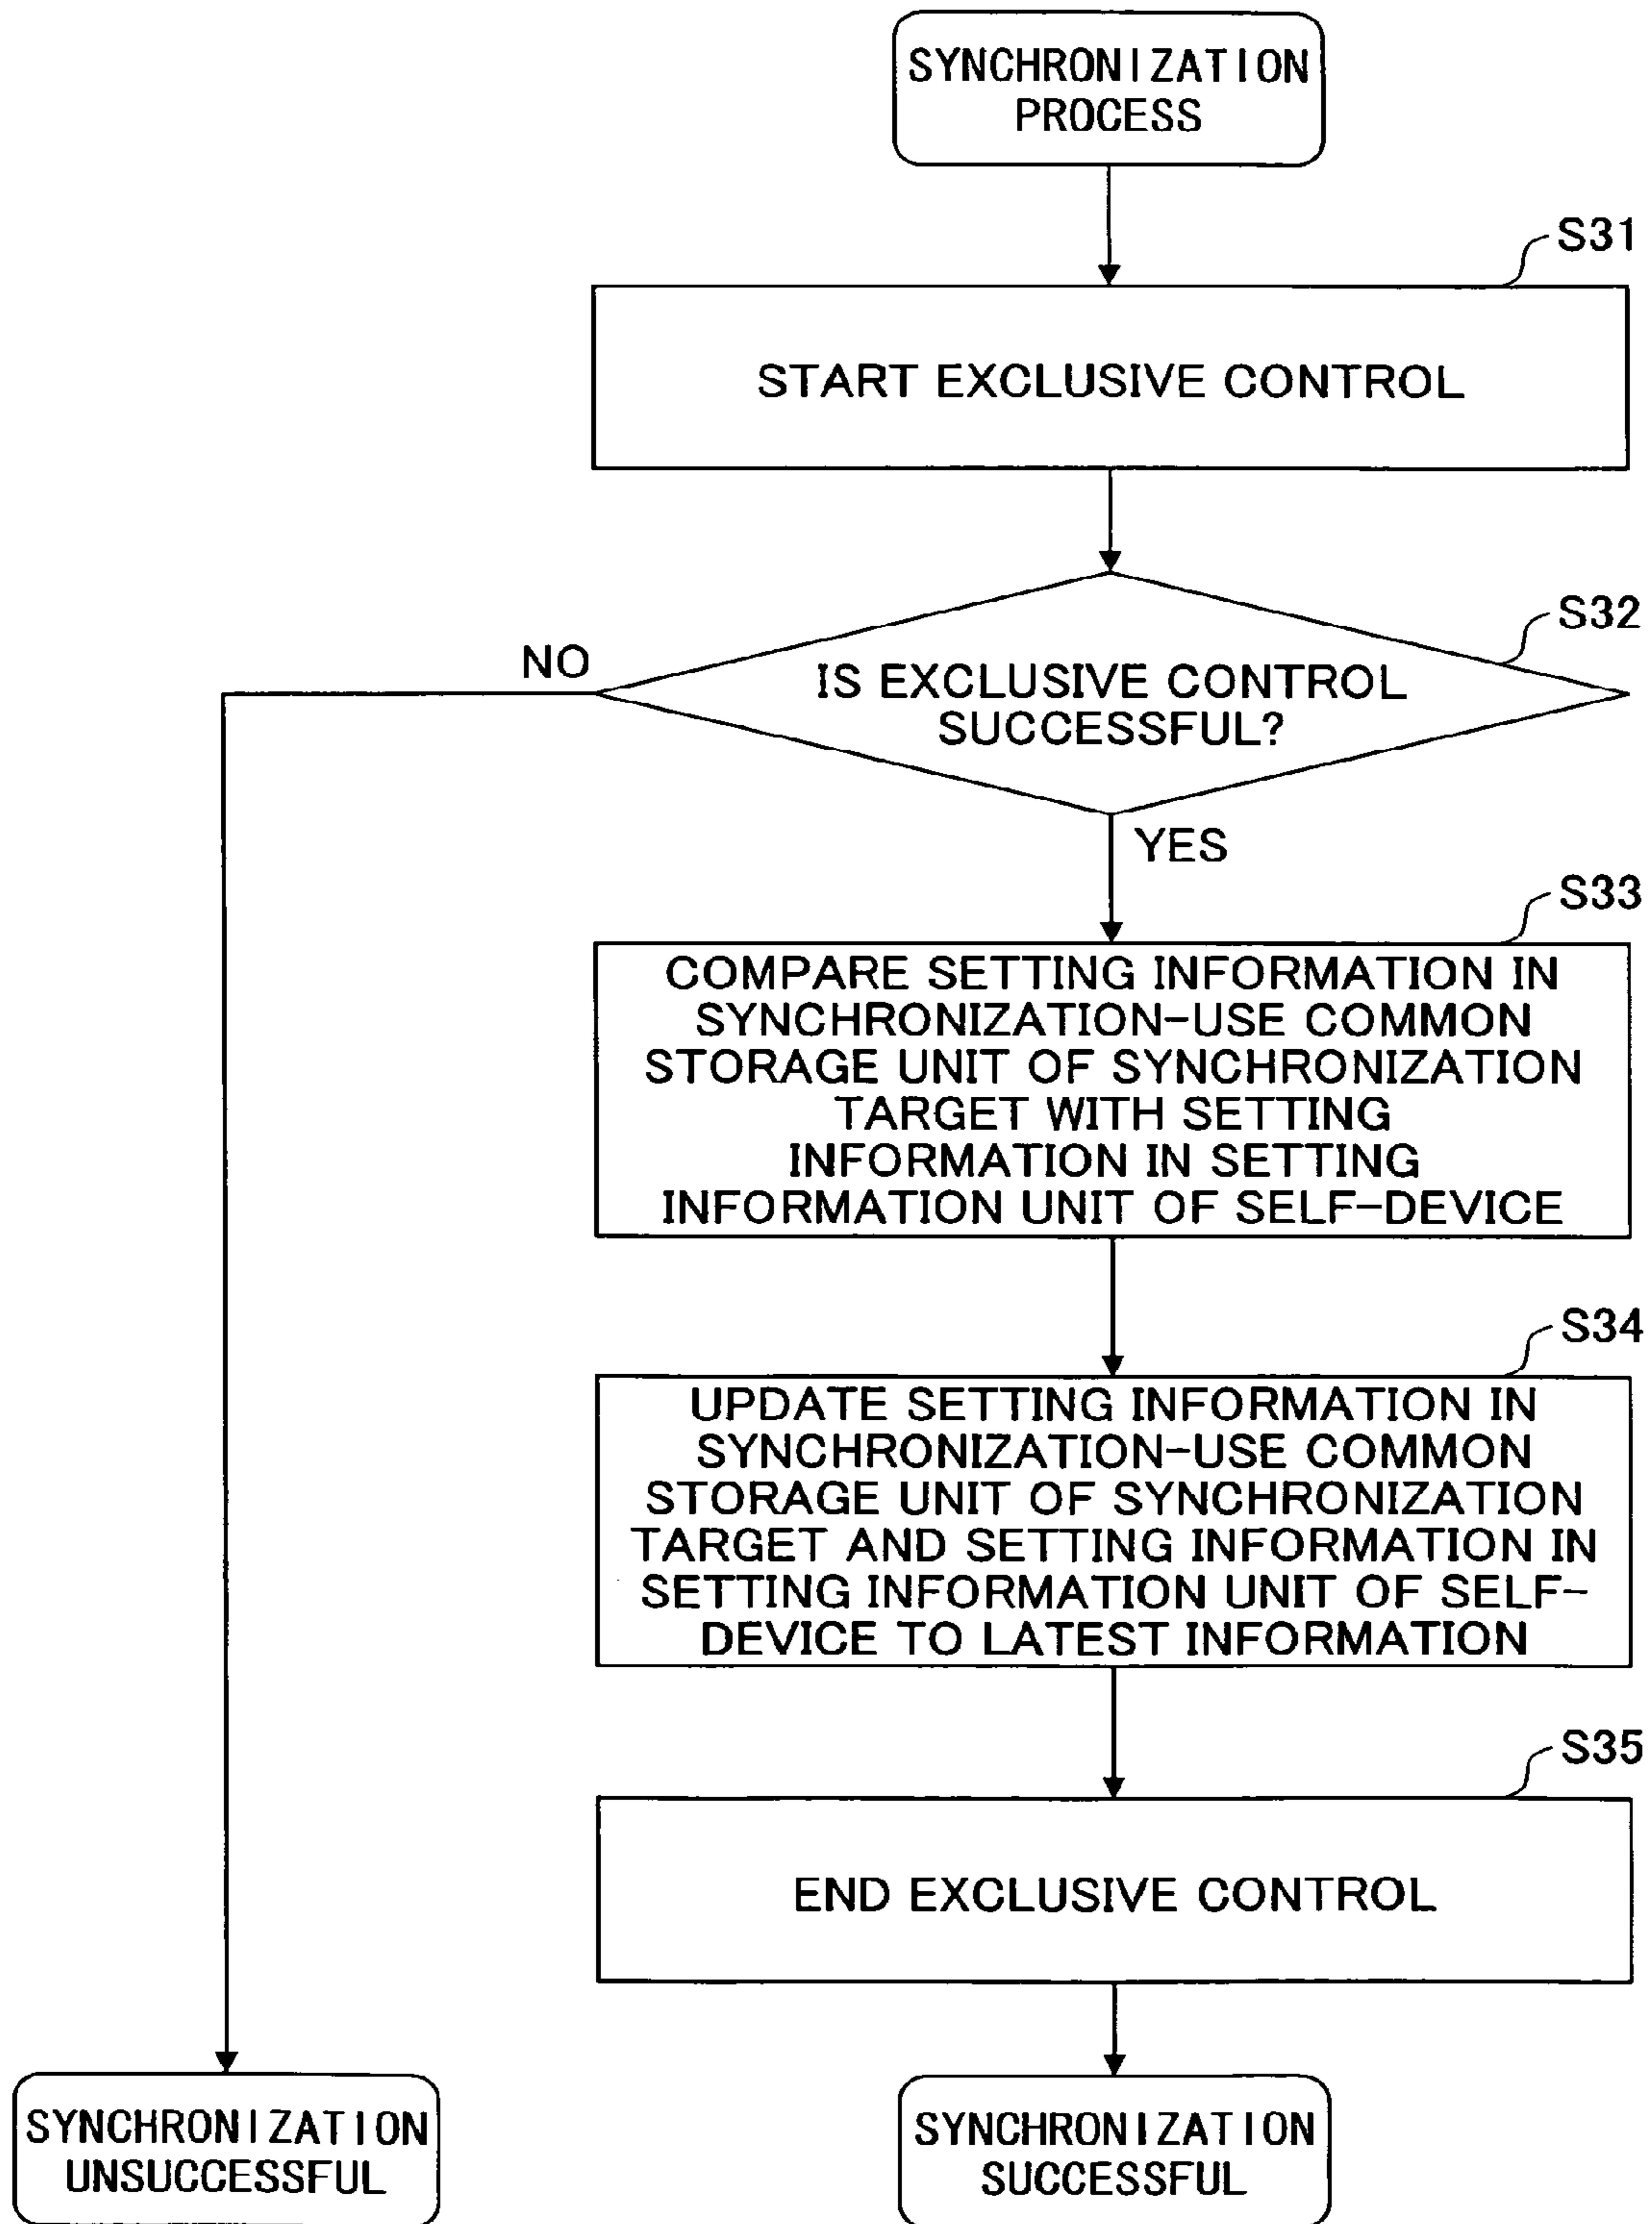 SYNCHRONIZATION
PROCESS
S31
START EXCLUSIVE CONTROL
S32
NO
IS EXCLUSIVE CONTROL
SUCCESSFUL?
YES
S33
COMPARE SETTING INFORMATION IN
SYNCHRONIZATION-USE COMMON
STORAGE UNIT OF SYNCHRONIZATION
TARGET WITH SETTING
INFORMATION IN SETTING
INFORMATION UNIT OF SELF-DEVICE
S34
UPDATE SETTING INFORMATION IN
SYNCHRONIZATION-USE COMMON
STORAGE UNIT OF SYNCHRONIZATION
TARGET AND SETTING INFORMATION IN
SETTING INFORMATION UNIT OF SELF-
DEVICE TO LATEST INFORMATION
S35
END EXCLUSIVE CONTROL
SYNCHRONIZATION
UNSUCCESSFUL
SYNCHRONIZATION
SUCCESSFUL